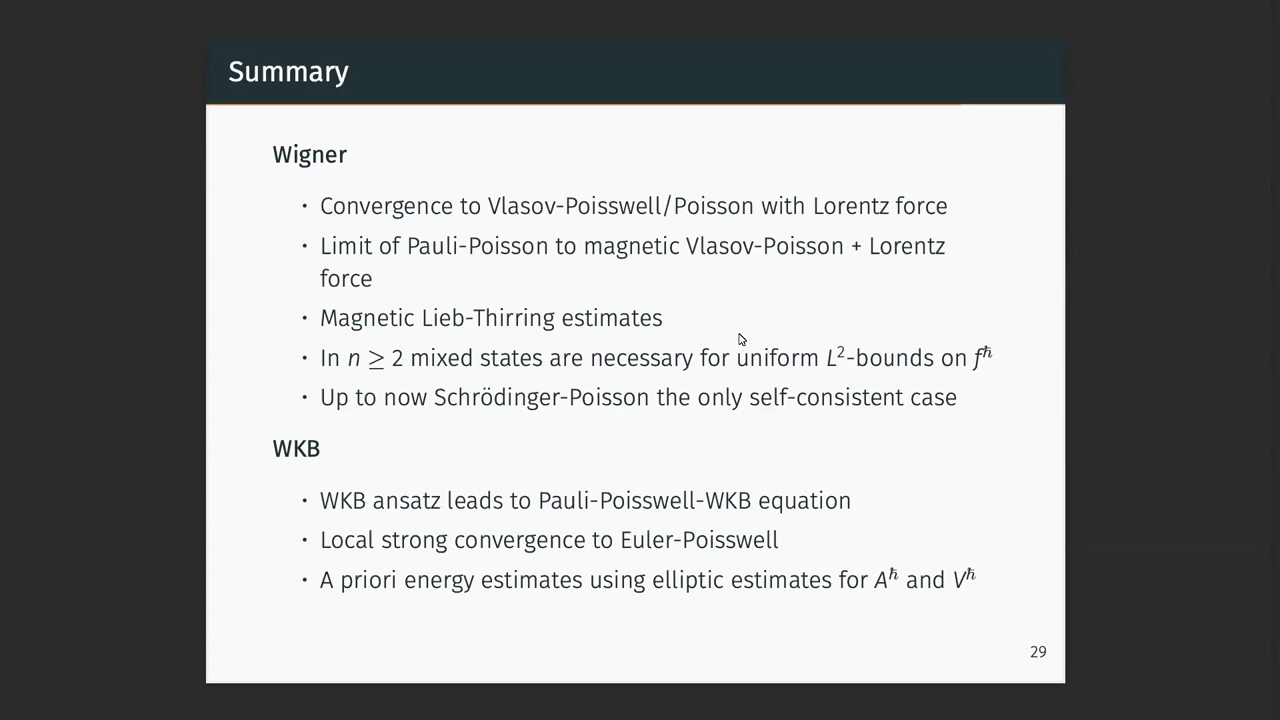 Summary
Wigner
• Convergence to Vlasov-Poisswell/Poisson with Lorentz force
• Limit of Pauli-Poisson to magnetic Vlasov-Poisson + Lorentz
force
• Magnetic Lieb-Thirring estimates
• In n ≥ 2 mixed states are necessary for uniform L²-bounds on f^ħ
• Up to now Schrödinger-Poisson the only self-consistent case
WKB
• WKB ansatz leads to Pauli-Poisswell-WKB equation
• Local strong convergence to Euler-Poisswell
• A priori energy estimates using elliptic estimates for A^ħ and V^ħ
29